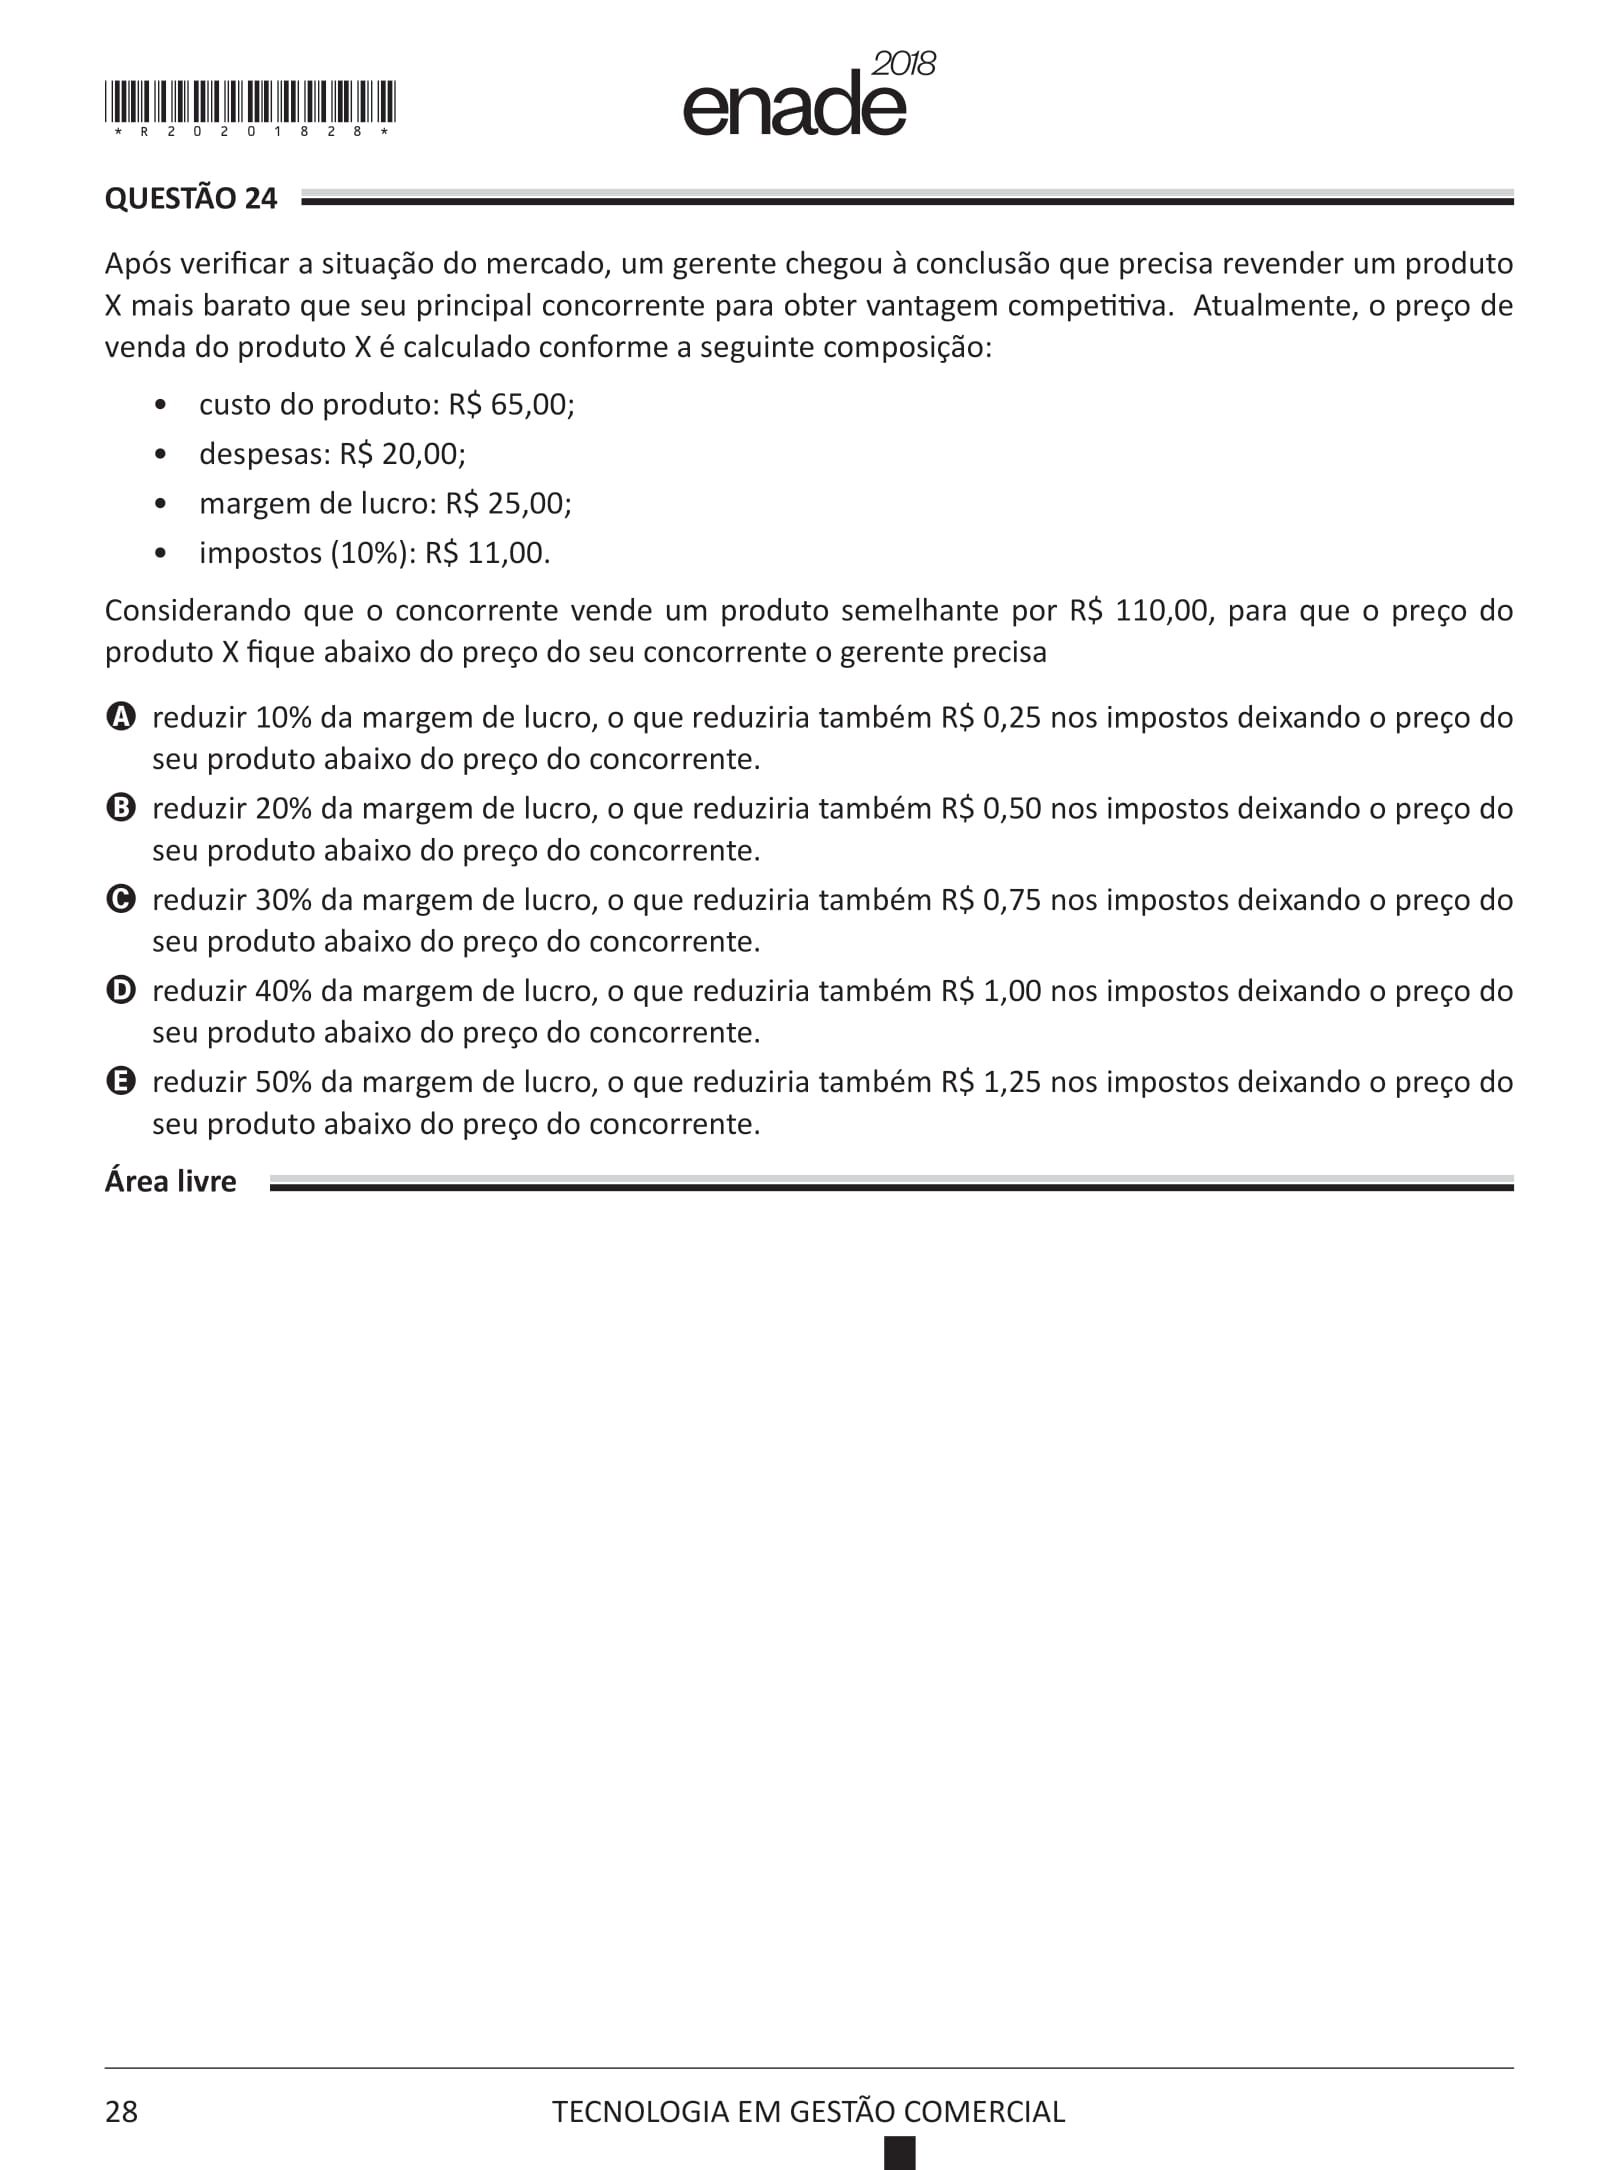 *R20201828*
enade 2018
QUESTÃO 24
Após verificar a situação do mercado, um gerente chegou à conclusão que precisa revender um produto
X mais barato que seu principal concorrente para obter vantagem competitiva. Atualmente, o preço de
venda do produto X é calculado conforme a seguinte composição:
• custo do produto: R$ 65,00;
• despesas: R$ 20,00;
• margem de lucro: R$ 25,00;
• impostos (10%): R$ 11,00.
Considerando que o concorrente vende um produto semelhante por R$ 110,00, para que o preço do
produto X fique abaixo do preço do seu concorrente o gerente precisa
A reduzir 10% da margem de lucro, o que reduziria também R$ 0,25 nos impostos deixando o preço do
seu produto abaixo do preço do concorrente.
B reduzir 20% da margem de lucro, o que reduziria também R$ 0,50 nos impostos deixando o preço do
seu produto abaixo do preço do concorrente.
C reduzir 30% da margem de lucro, o que reduziria também R$ 0,75 nos impostos deixando o preço do
seu produto abaixo do preço do concorrente.
D reduzir 40% da margem de lucro, o que reduziria também R$ 1,00 nos impostos deixando o preço do
seu produto abaixo do preço do concorrente.
E reduzir 50% da margem de lucro, o que reduziria também R$ 1,25 nos impostos deixando o preço do
seu produto abaixo do preço do concorrente.
Área livre
28 TECNOLOGIA EM GESTÃO COMERCIAL